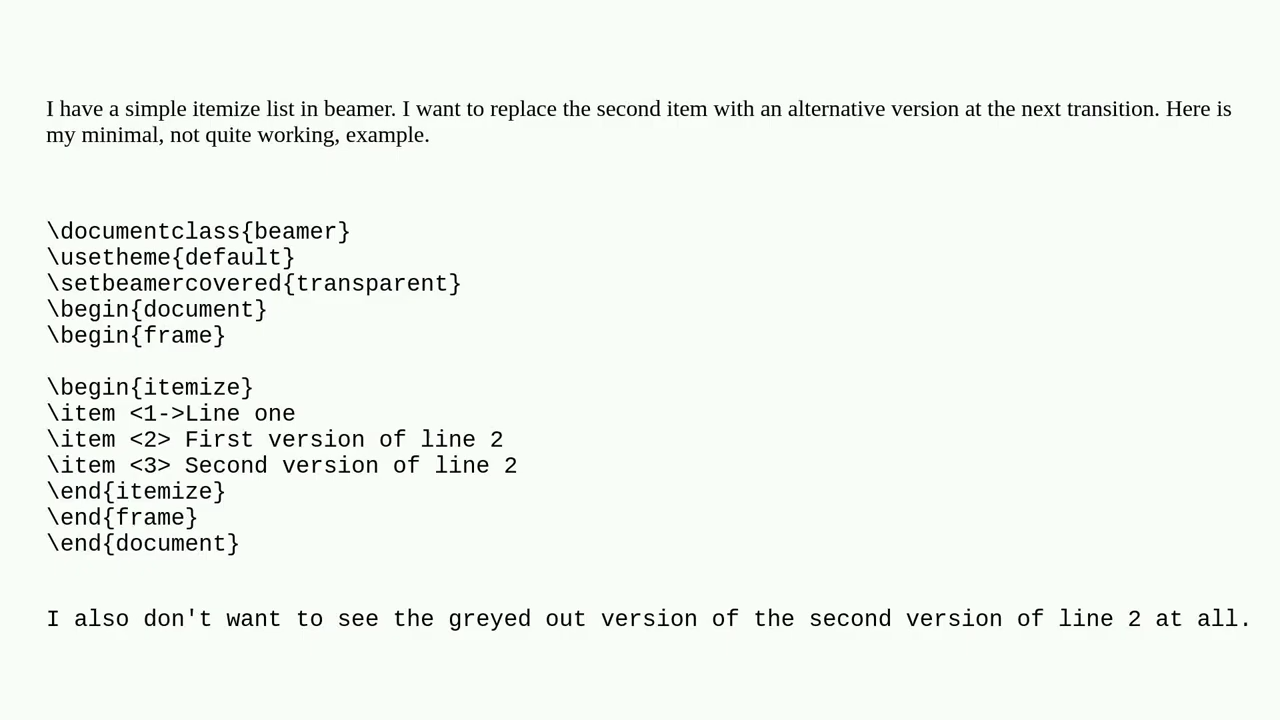 I have a simple itemize list in beamer. I want to replace the second item with an alternative version at the next transition. Here is
my minimal, not quite working, example.
\documentclass{beamer}
\usetheme{default}
\setbeamercovered{transparent}
\begin{document}
\begin{frame}
\begin{itemize}
\item <1->Line one
\item <2> First version of line 2
\item <3> Second version of line 2
\end{itemize}
\end{frame}
\end{document}
I also don't want to see the greyed out version of the second version of line 2 at all.